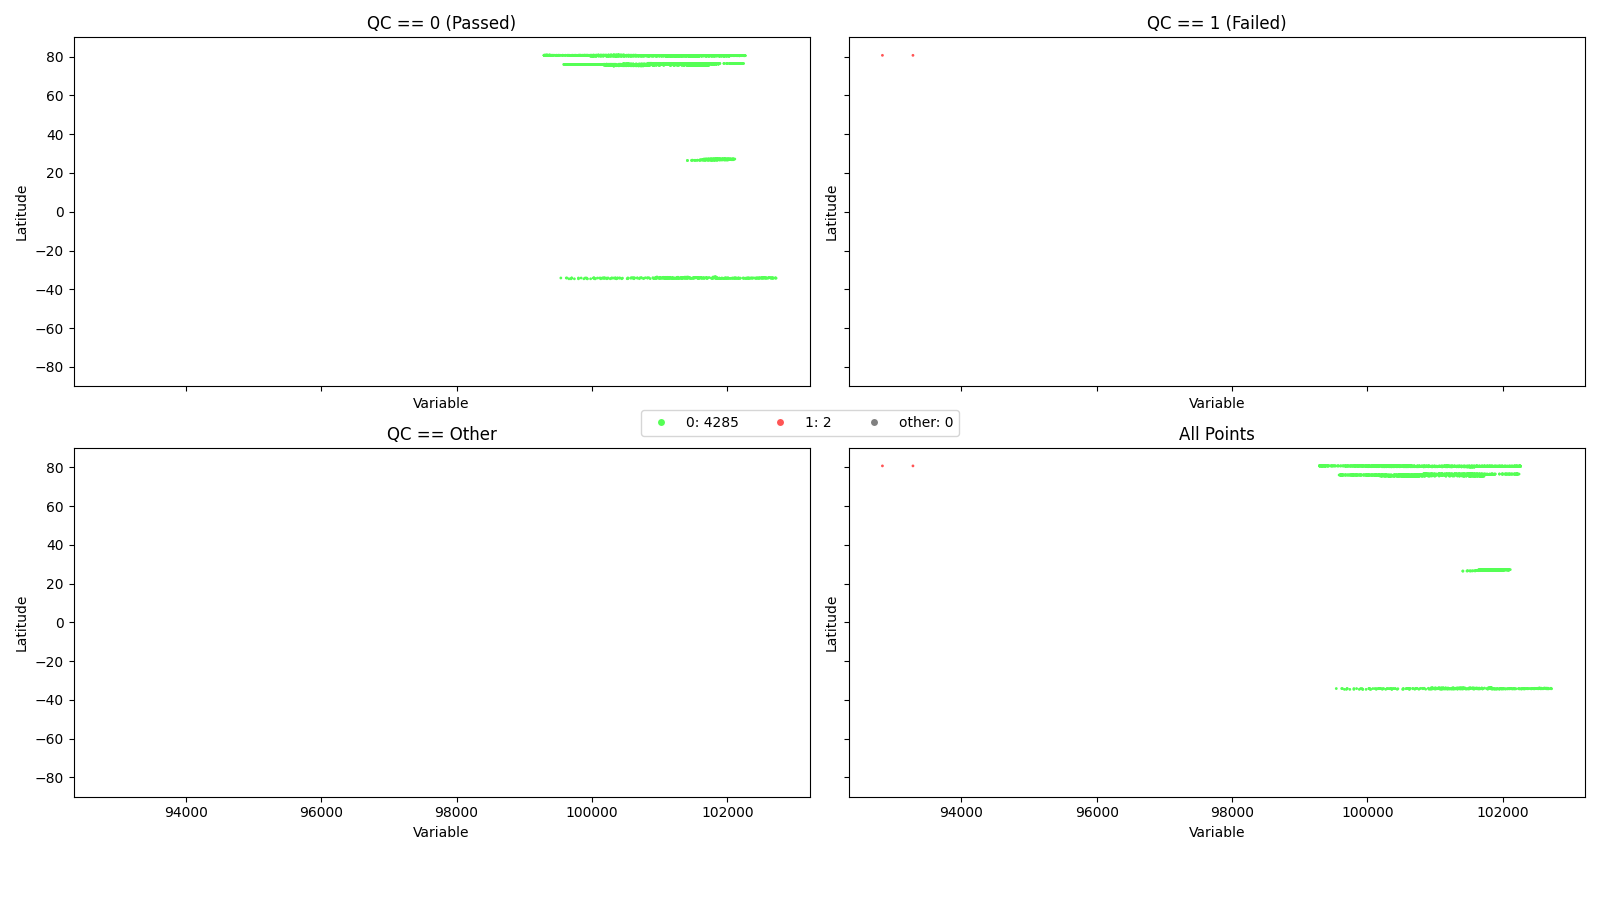 QC == 0 (Passed)
QC == 1 (Failed)
80
60
40
20
0
−20
−40
−60
−80
Latitude
Latitude
Variable
Variable
0: 4285 1: 2 other: 0
QC == Other
All Points
80
60
40
20
0
−20
−40
−60
−80
Latitude
Latitude
94000 96000 98000 100000 102000
94000 96000 98000 100000 102000
Variable
Variable